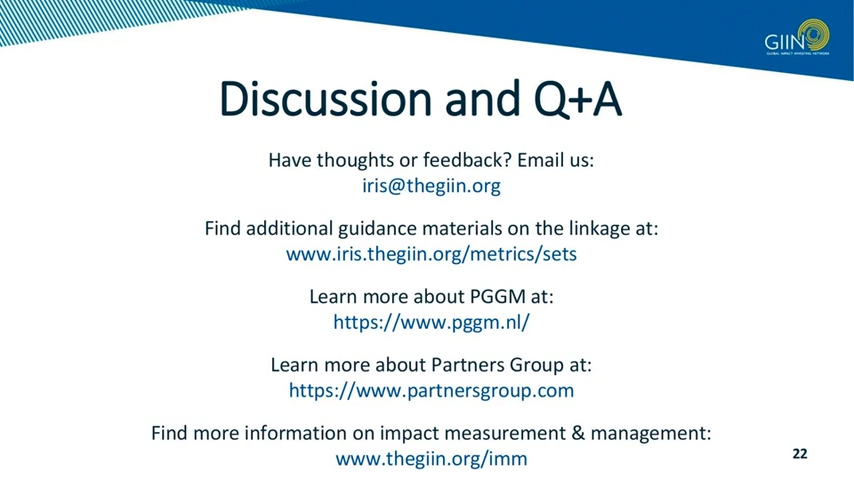 GIIN
GLOBAL IMPACT INVESTING NETWORK
Discussion and Q+A
Have thoughts or feedback? Email us:
iris@thegiin.org
Find additional guidance materials on the linkage at:
www.iris.thegiin.org/metrics/sets
Learn more about PGGM at:
https://www.pggm.nl/
Learn more about Partners Group at:
https://www.partnersgroup.com
Find more information on impact measurement & management:
www.thegiin.org/imm
22